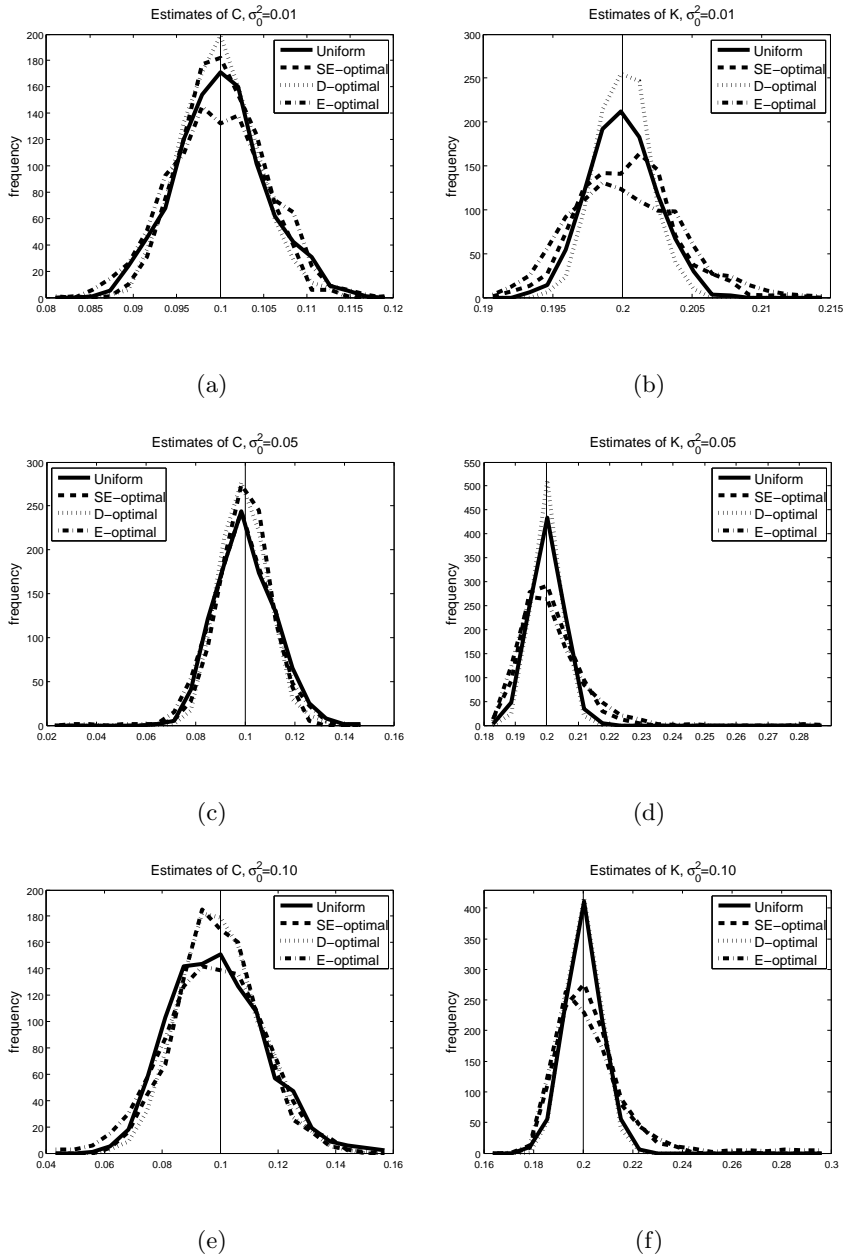 Estimates of C, σ₀²=0.01
200
180
160
140
120
100
80
60
40
20
0
frequency
0.08 0.085 0.09 0.095 0.1 0.105 0.11 0.115 0.12
Uniform
SE-optimal
D-optimal
E-optimal
(a)
Estimates of K, σ₀²=0.01
300
250
200
150
100
50
0
frequency
0.19 0.195 0.2 0.205 0.21 0.215
Uniform
SE-optimal
D-optimal
E-optimal
(b)
Estimates of C, σ₀²=0.05
300
250
200
150
100
50
0
frequency
0.02 0.04 0.06 0.08 0.1 0.12 0.14 0.16
Uniform
SE-optimal
D-optimal
E-optimal
(c)
Estimates of K, σ₀²=0.05
550
500
450
400
350
300
250
200
150
100
50
0
frequency
0.18 0.19 0.2 0.21 0.22 0.23 0.24 0.25 0.26 0.27 0.28
Uniform
SE-optimal
D-optimal
E-optimal
(d)
Estimates of C, σ₀²=0.10
200
180
160
140
120
100
80
60
40
20
0
frequency
0.04 0.06 0.08 0.1 0.12 0.14 0.16
Uniform
SE-optimal
D-optimal
E-optimal
(e)
Estimates of K, σ₀²=0.10
400
350
300
250
200
150
100
50
0
frequency
0.16 0.18 0.2 0.22 0.24 0.26 0.28 0.3
Uniform
SE-optimal
D-optimal
E-optimal
(f)